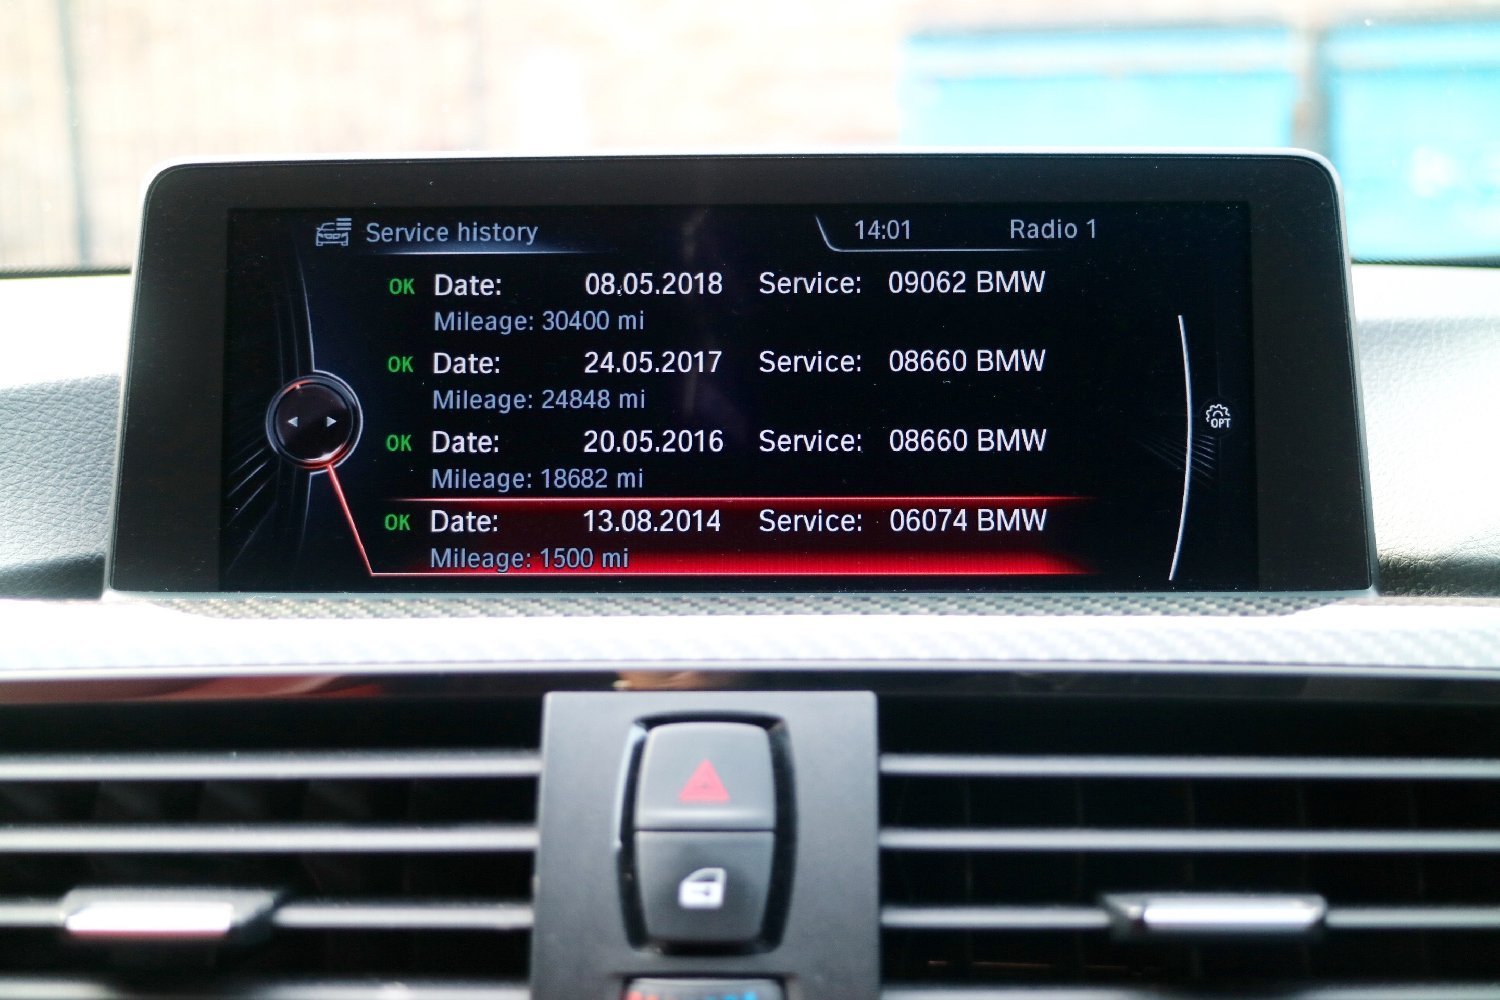 Service history 14:01 Radio 1
OK Date: 08.05.2018 Service: 09062 BMW
Mileage: 30400 mi
OK Date: 24.05.2017 Service: 08660 BMW
Mileage: 24848 mi
OK Date: 20.05.2016 Service: 08660 BMW
Mileage: 18682 mi
OPT
OK Date: 13.08.2014 Service: 06074 BMW
Mileage: 1500 mi